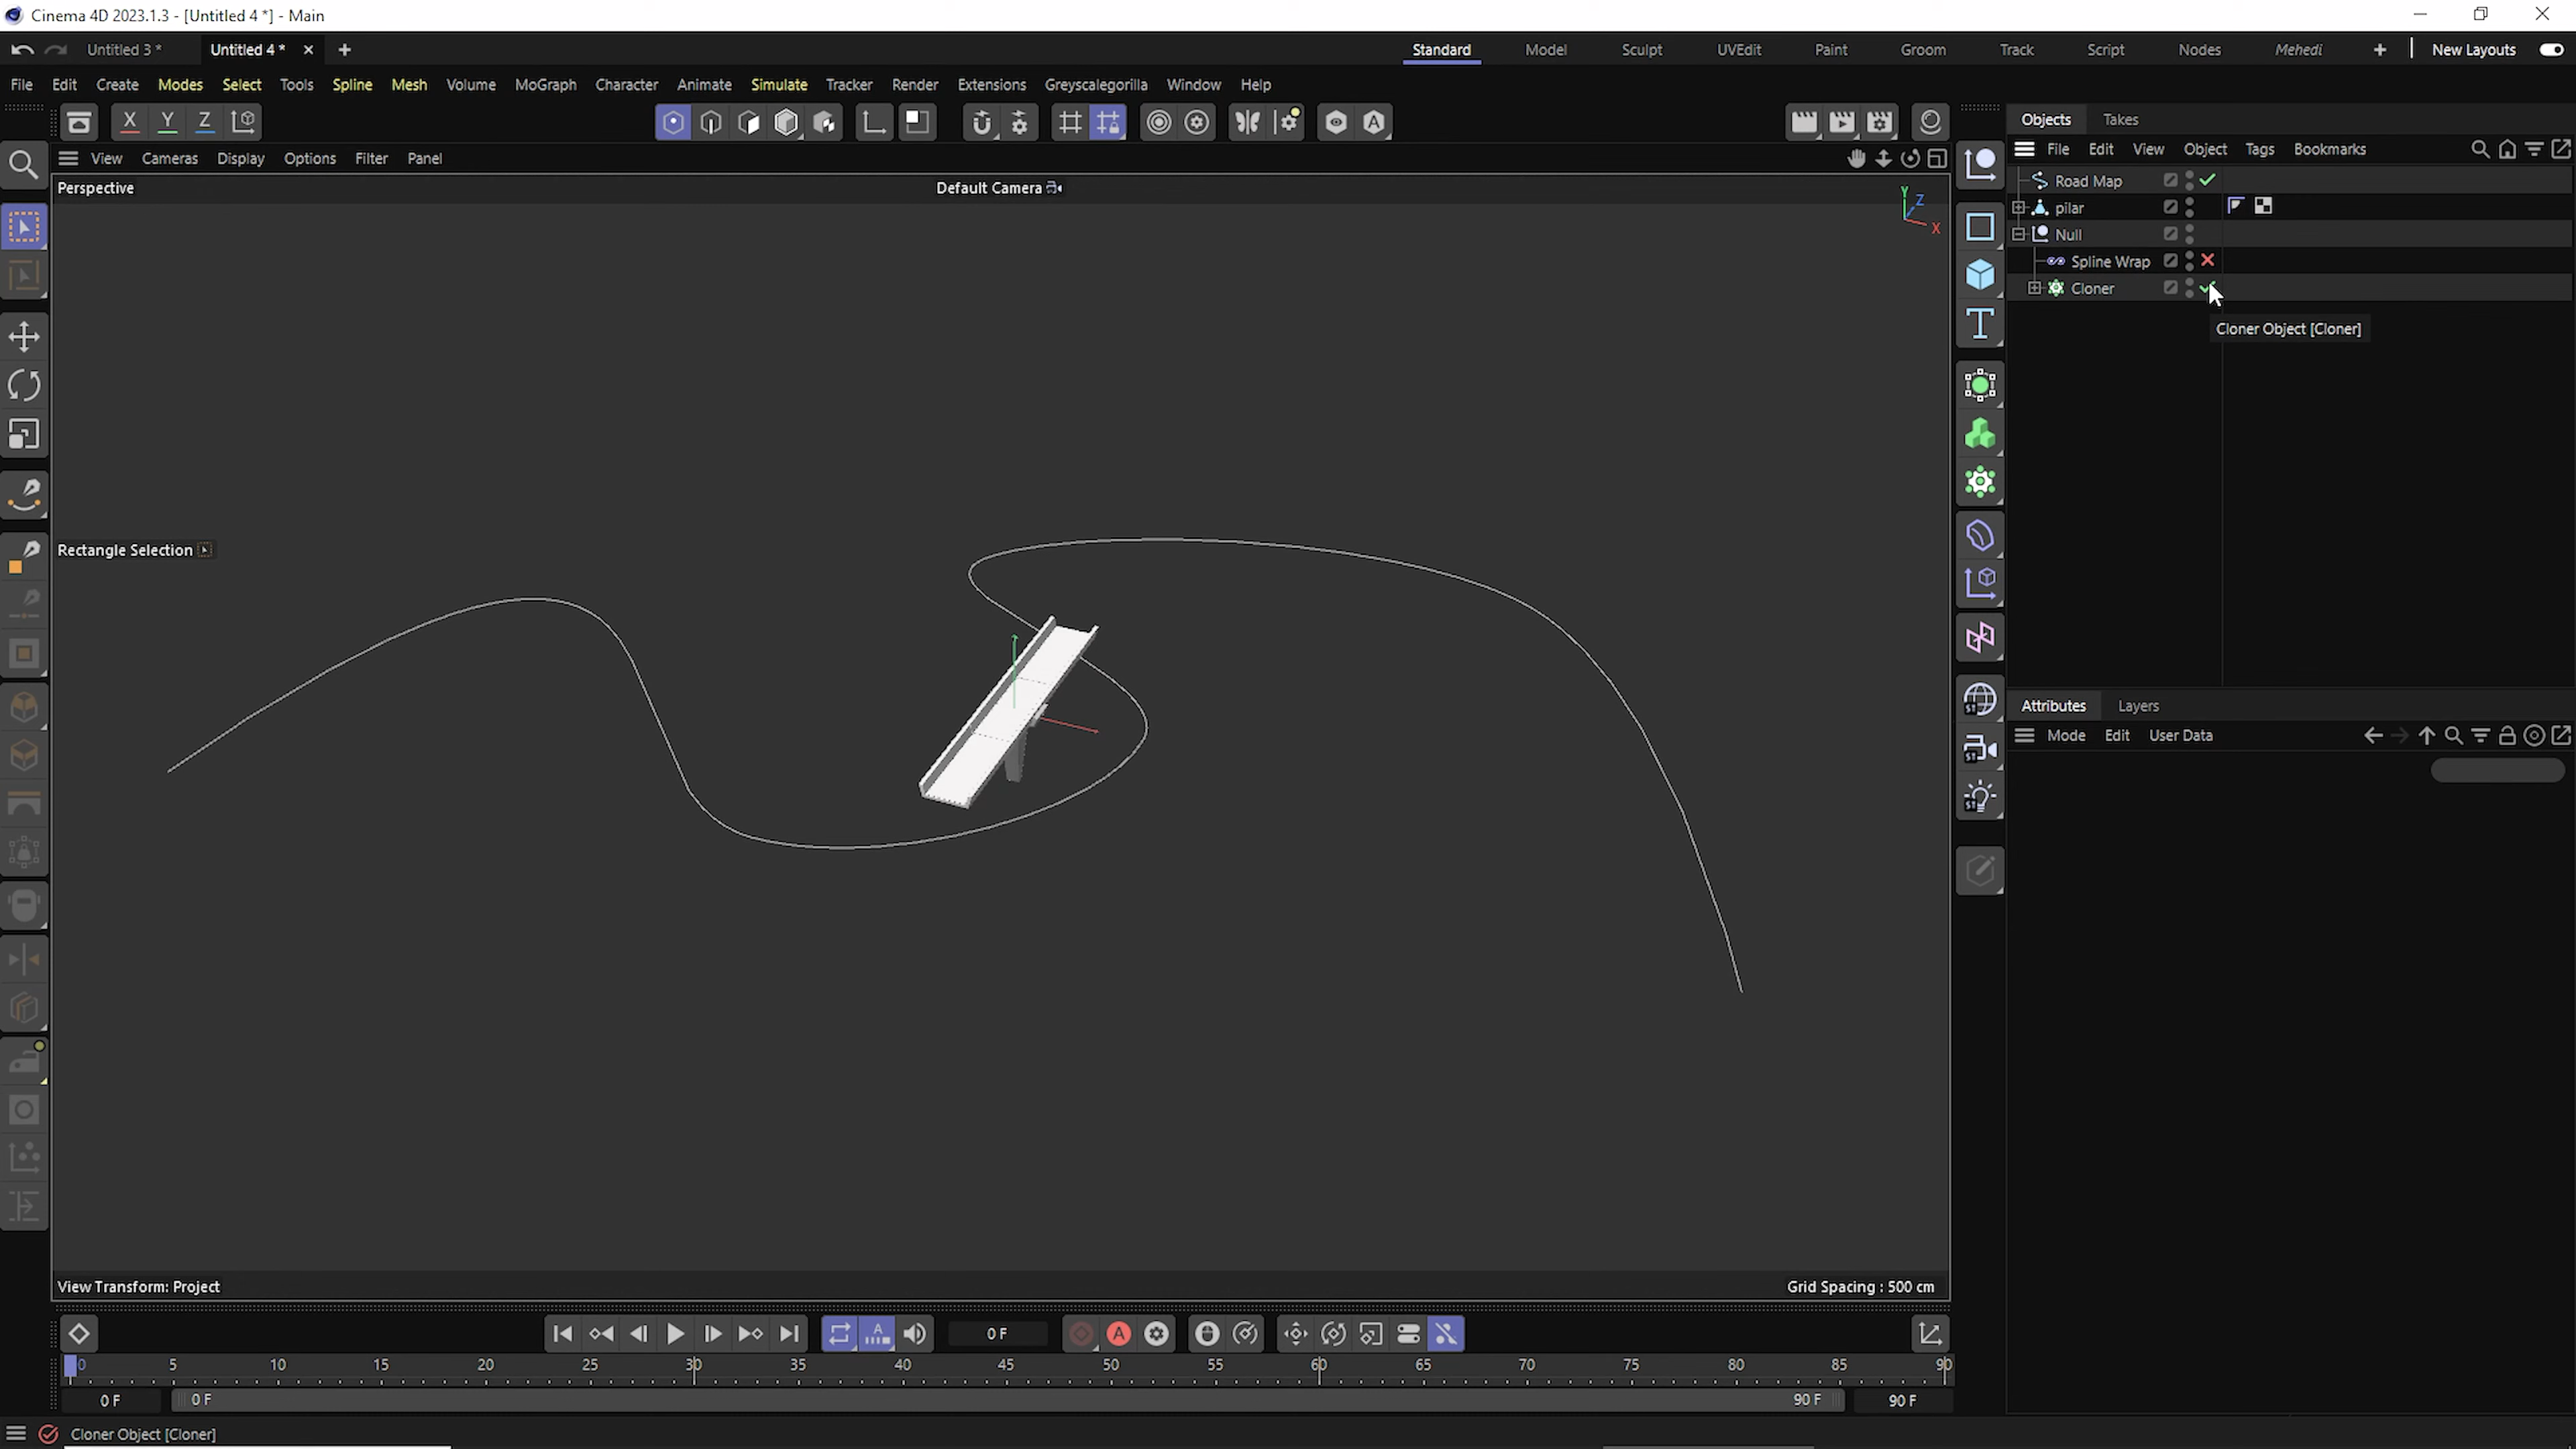 Cinema 4D 2023.1.3 - [Untitled 4 *] - Main
Untitled 3 * Untitled 4 * Standard Model Sculpt UVEdit Paint Groom Track Script Nodes Mehedi New Layouts
File Edit Create Modes Select Tools Spline Mesh Volume MoGraph Character Animate Simulate Tracker Render Extensions Greyscalegorilla Window Help
X Y Z
Objects Takes
View Cameras Display Options Filter Panel
File Edit View Object Tags Bookmarks
Perspective Default Camera
Y Z X
Road Map
pilar
Null
Spline Wrap
Cloner
Cloner Object [Cloner]
Rectangle Selection
Attributes Layers
Mode Edit User Data
View Transform: Project Grid Spacing : 500 cm
0 F
0 5 10 15 20 25 30 35 40 45 50 55 60 65 70 75 80 85 90
0 F 0 F 90 F 90 F
Cloner Object [Cloner]